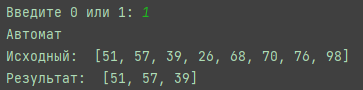 Введите 0 или 1: 1
Автомат
Исходный:  [51, 57, 39, 26, 68, 70, 76, 98]
Результат:  [51, 57, 39]